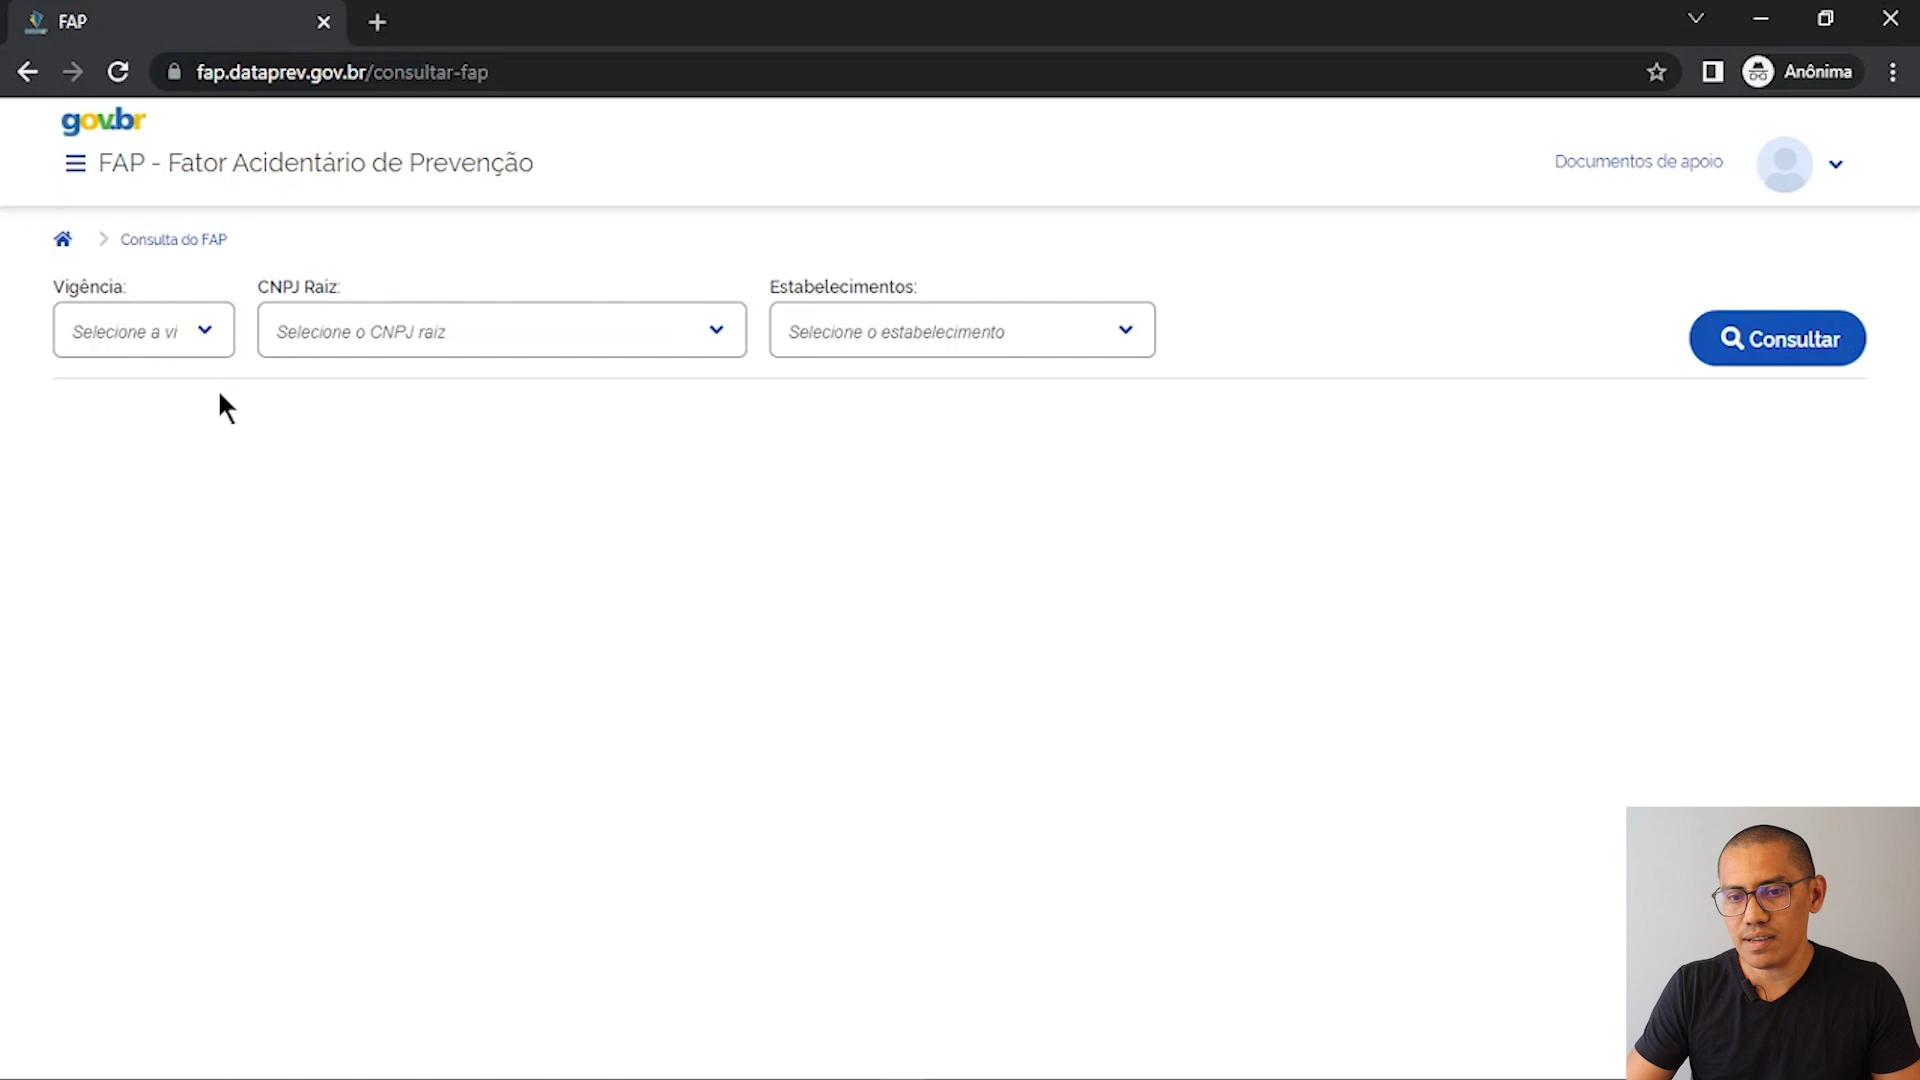 FAP
fap.dataprev.gov.br/consultar-fap
Anônima
gov.br
FAP - Fator Acidentário de Prevenção
Documentos de apoio
Consulta do FAP
Vigência:
CNPJ Raiz:
Estabelecimentos:
Selecione a vi
Selecione o CNPJ raiz
Selecione o estabelecimento
Consultar